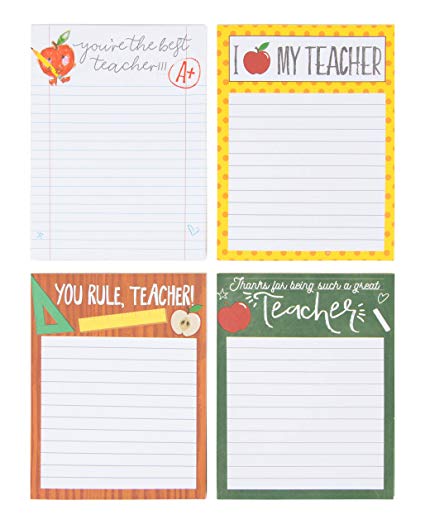 you're the best
teacher!!!
A+
I MY TEACHER
YOU RULE, TEACHER!
Thanks for being such a great
Teacher